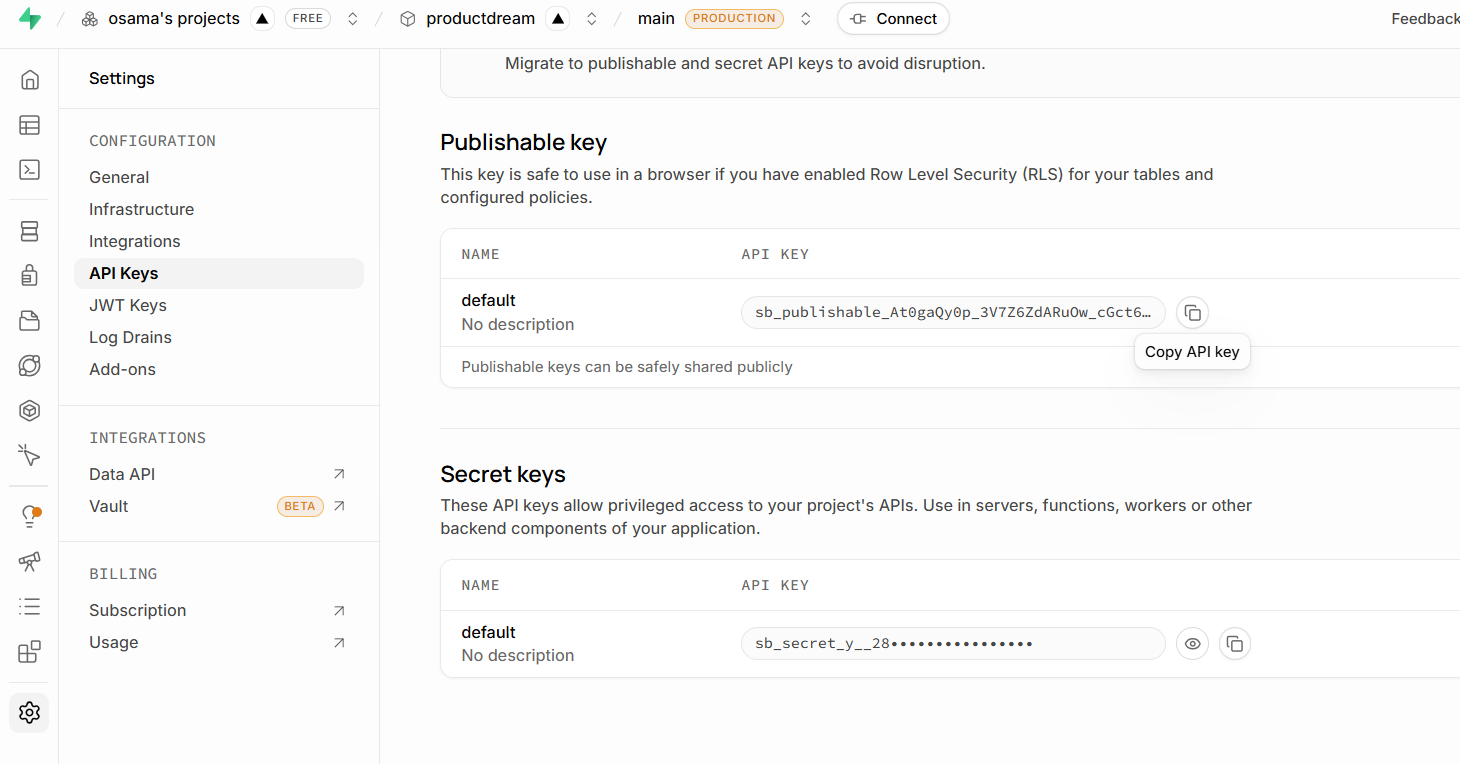 osama's projects FREE productdream main PRODUCTION Connect Feedback
Settings
CONFIGURATION
General
Infrastructure
Integrations
API Keys
JWT Keys
Log Drains
Add-ons
INTEGRATIONS
Data API
Vault BETA
BILLING
Subscription
Usage
Migrate to publishable and secret API keys to avoid disruption.
Publishable key
This key is safe to use in a browser if you have enabled Row Level Security (RLS) for your tables and
configured policies.
NAME API KEY
default
No description
sb_publishable_At0gaQy0p_3V7Z6ZdARuOw_cGct6…
Copy API key
Publishable keys can be safely shared publicly
Secret keys
These API keys allow privileged access to your project's APIs. Use in servers, functions, workers or other
backend components of your application.
NAME API KEY
default
No description
sb_secret_y__28••••••••••••••••